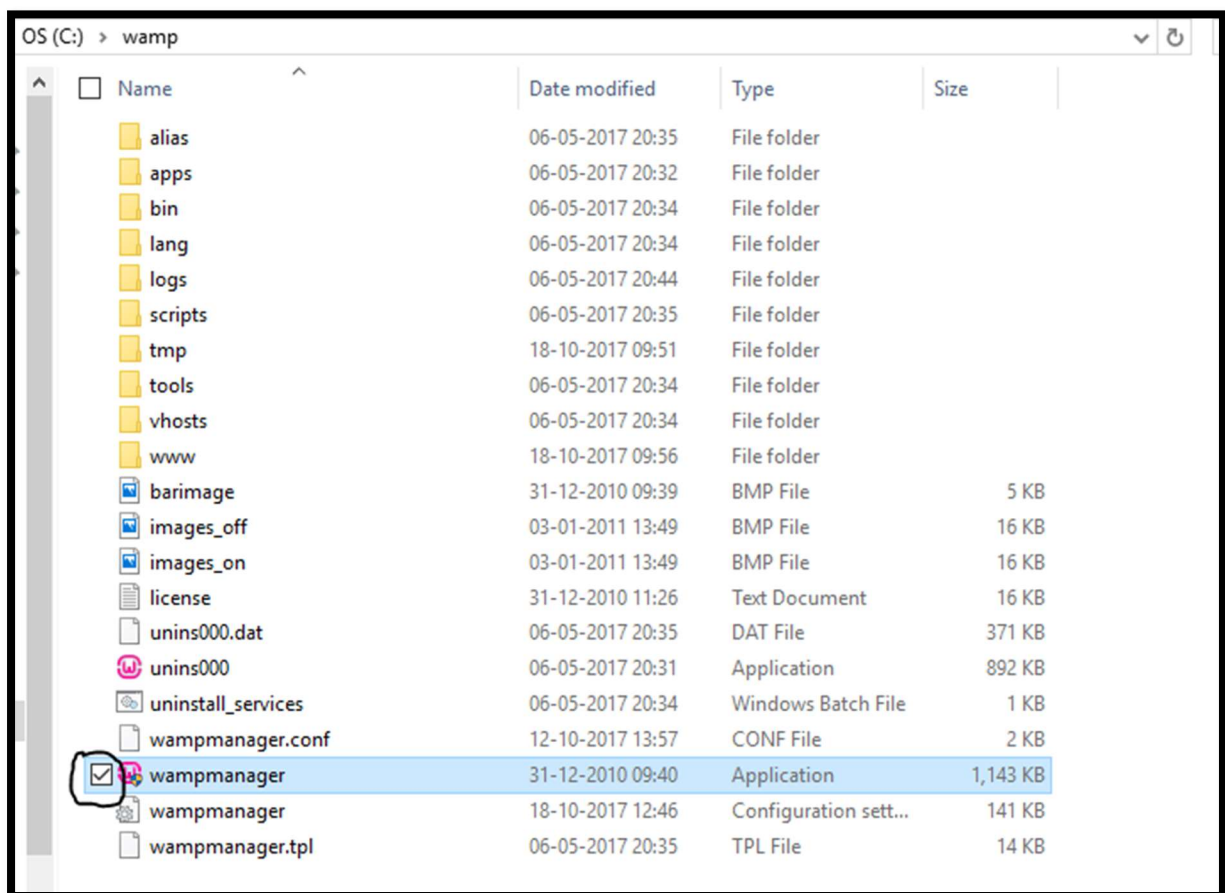 OS (C:) > wamp
Name Date modified Type Size
alias 06-05-2017 20:35 File folder
apps 06-05-2017 20:32 File folder
bin 06-05-2017 20:34 File folder
lang 06-05-2017 20:34 File folder
logs 06-05-2017 20:44 File folder
scripts 06-05-2017 20:35 File folder
tmp 18-10-2017 09:51 File folder
tools 06-05-2017 20:34 File folder
vhosts 06-05-2017 20:34 File folder
www 18-10-2017 09:56 File folder
barimage 31-12-2010 09:39 BMP File 5 KB
images_off 03-01-2011 13:49 BMP File 16 KB
images_on 03-01-2011 13:49 BMP File 16 KB
license 31-12-2010 11:26 Text Document 16 KB
unins000.dat 06-05-2017 20:35 DAT File 371 KB
unins000 06-05-2017 20:31 Application 892 KB
uninstall_services 06-05-2017 20:34 Windows Batch File 1 KB
wampmanager.conf 12-10-2017 13:57 CONF File 2 KB
wampmanager 31-12-2010 09:40 Application 1,143 KB
wampmanager 18-10-2017 12:46 Configuration sett... 141 KB
wampmanager.tpl 06-05-2017 20:35 TPL File 14 KB